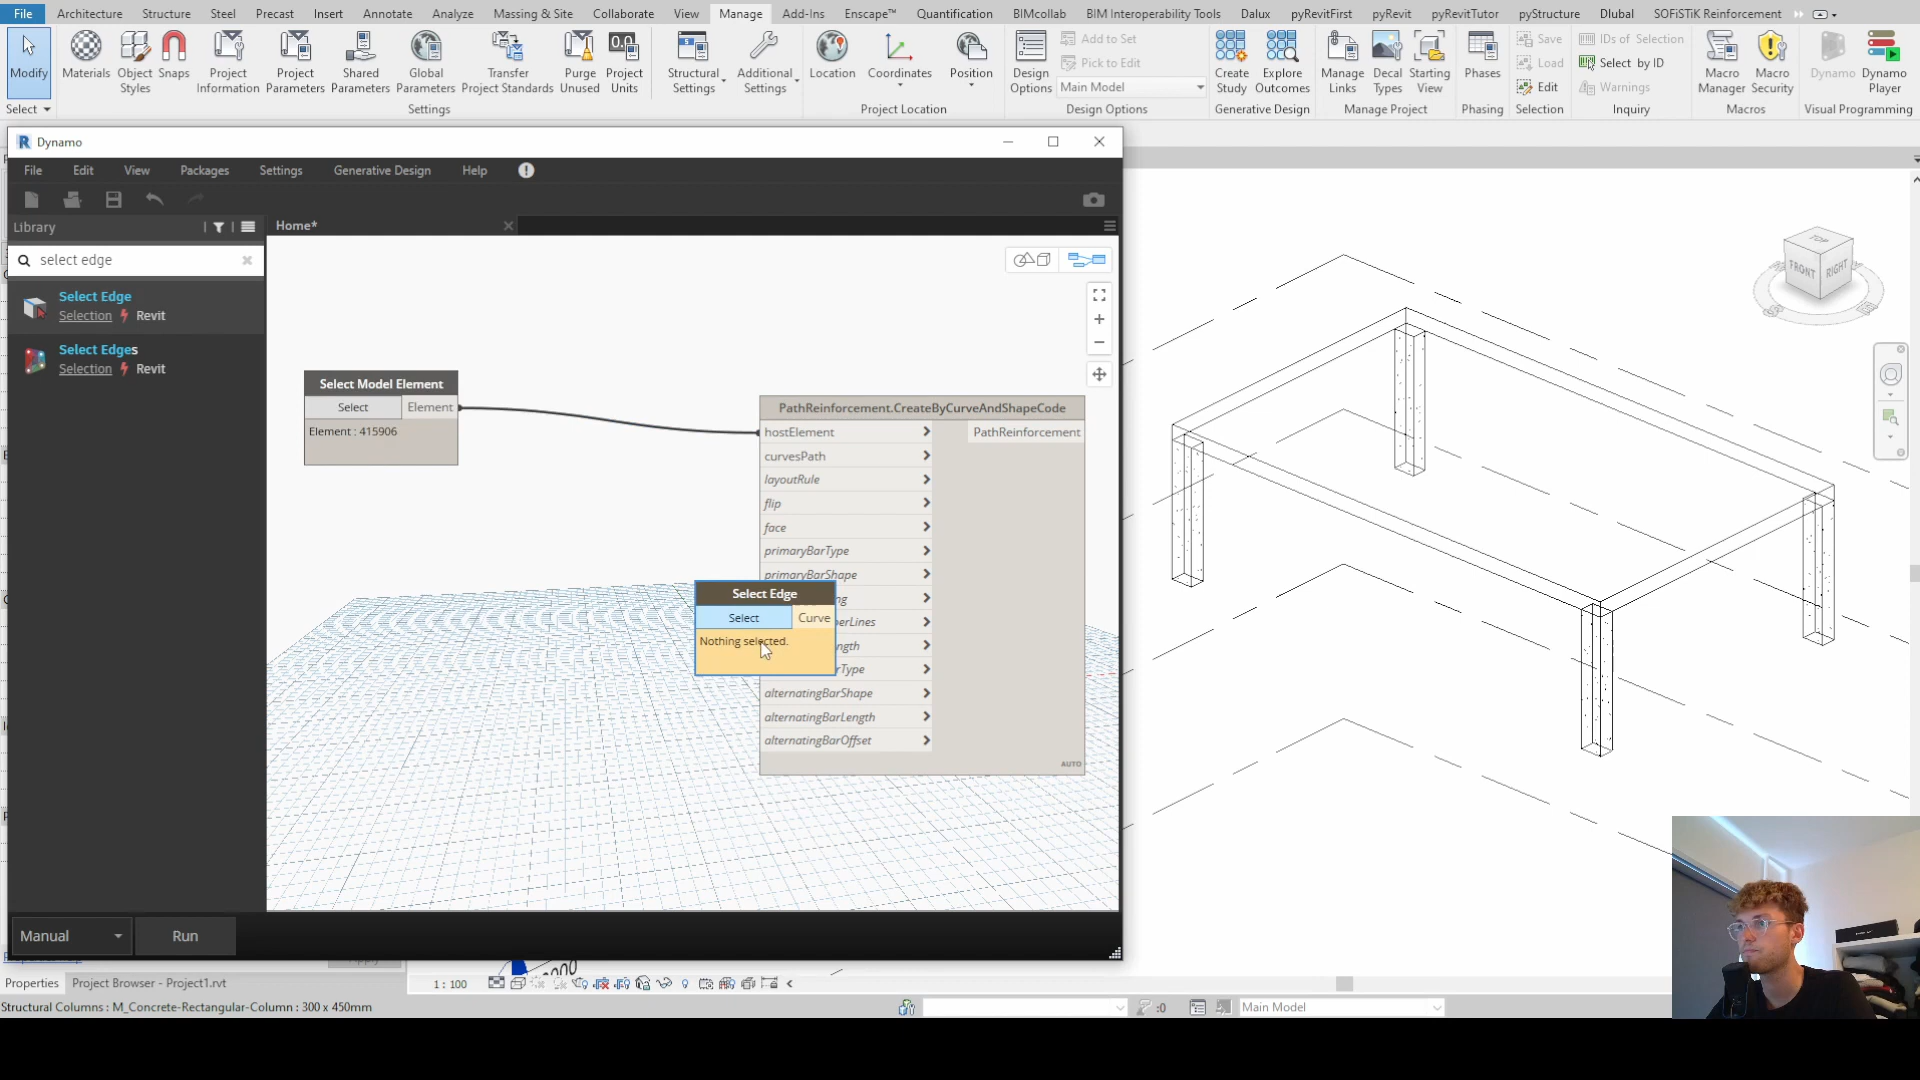 File Architecture Structure Steel Precast Insert Annotate Analyze Massing & Site Collaborate View Manage Add-Ins Enscape™ Quantification BIMcollab BIM Interoperability Tools Dalux pyRevitFirst pyRevit pyRevitTutor pyStructure Dlubal SOFiSTiK Reinforcement
Modify
Materials
Object Styles
Snaps
Project Information
Project Parameters
Shared Parameters
Global Parameters
Transfer Project Standards
Purge Unused
Project Units
Structural Settings
Additional Settings
Location
Coordinates
Position
Design Options
Add to Set
Pick to Edit
Main Model
Create Study
Explore Outcomes
Manage Links
Decal Types
Starting View
Phases
Save
Load
Edit
IDs of Selection
Select by ID
Warnings
Macro Manager
Macro Security
Dynamo
Dynamo Player
Select
Settings
Project Location
Design Options
Generative Design
Manage Project
Phasing
Selection
Inquiry
Macros
Visual Programming
Dynamo
File Edit View Packages Settings Generative Design Help
Library
Home*
select edge
Select Edge
Selection Revit
Select Edges
Selection Revit
Select Model Element
Select Element
Element : 415906
PathReinforcement.CreateByCurveAndShapeCode
hostElement PathReinforcement
curvesPath
layoutRule
flip
face
primaryBarType
primaryBarShape
Select Edge
ng
Select Curve
erLines
Nothing selected.
ngth
rType
alternatingBarShape
alternatingBarLength
alternatingBarOffset
AUTO
TOP
FRONT
RIGHT
Manual Run
Properties Project Browser - Project1.rvt
1 : 100
Structural Columns : M_Concrete-Rectangular-Column : 300 x 450mm
:0
Main Model